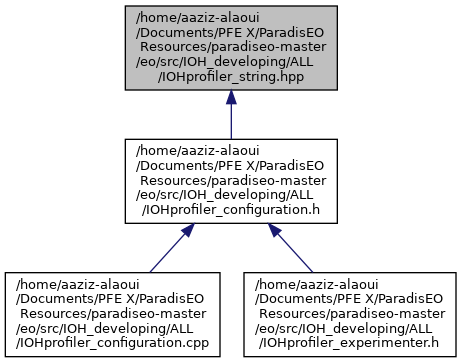 /home/aaziz-alaoui
/Documents/PFE X/ParadisEO
Resources/paradiseo-master
/eo/src/IOH_developing/ALL
/IOHprofiler_string.hpp
/home/aaziz-alaoui
/Documents/PFE X/ParadisEO
Resources/paradiseo-master
/eo/src/IOH_developing/ALL
/IOHprofiler_configuration.h
/home/aaziz-alaoui
/Documents/PFE X/ParadisEO
Resources/paradiseo-master
/eo/src/IOH_developing/ALL
/IOHprofiler_configuration.cpp
/home/aaziz-alaoui
/Documents/PFE X/ParadisEO
Resources/paradiseo-master
/eo/src/IOH_developing/ALL
/IOHprofiler_experimenter.h